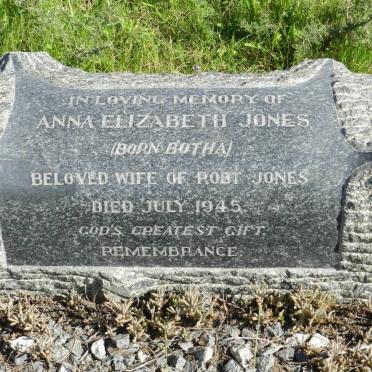 IN LOVING MEMORY OF
ANNA ELIZABETH JONES
(BORN BOTHA)
BELOVED WIFE OF ROBT JONES
DIED JULY 1945.
GOD'S GREATEST GIFT.
REMEMBRANCE.